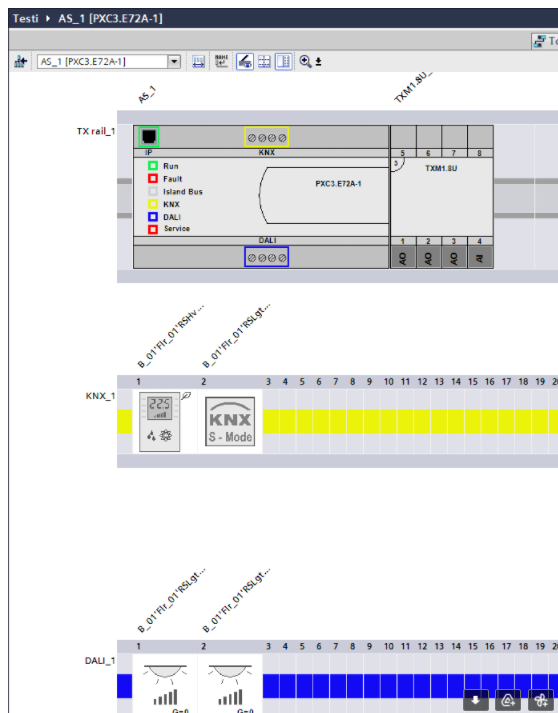 Testi ▸ AS_1 [PXC3.E72A-1]
AS_1 [PXC3.E72A-1]
NAME
AS_1
TXM1.8U_
TX rail_1
IP KNX 5 6 7 8
Run
Fault
Island Bus
KNX
DALI
Service
PXC3.E72A-1
5
TXM1.8U
DALI 1 2 3 4
AO AO AO AI
B_01'Flr_01'RSHv...
B_01'Flr_01'RSLgt...
1 2 3 4 5 6 7 8 9 10 11 12 13 14 15 16 17 18 19
KNX_1
22.5
KNX
S - Mode
B_01'Flr_01'RSLgt...
B_01'Flr_01'RSLgt...
1 2 3 4 5 6 7 8 9 10 11 12 13 14 15 16 17 18 19
DALI_1
G=0 G=0